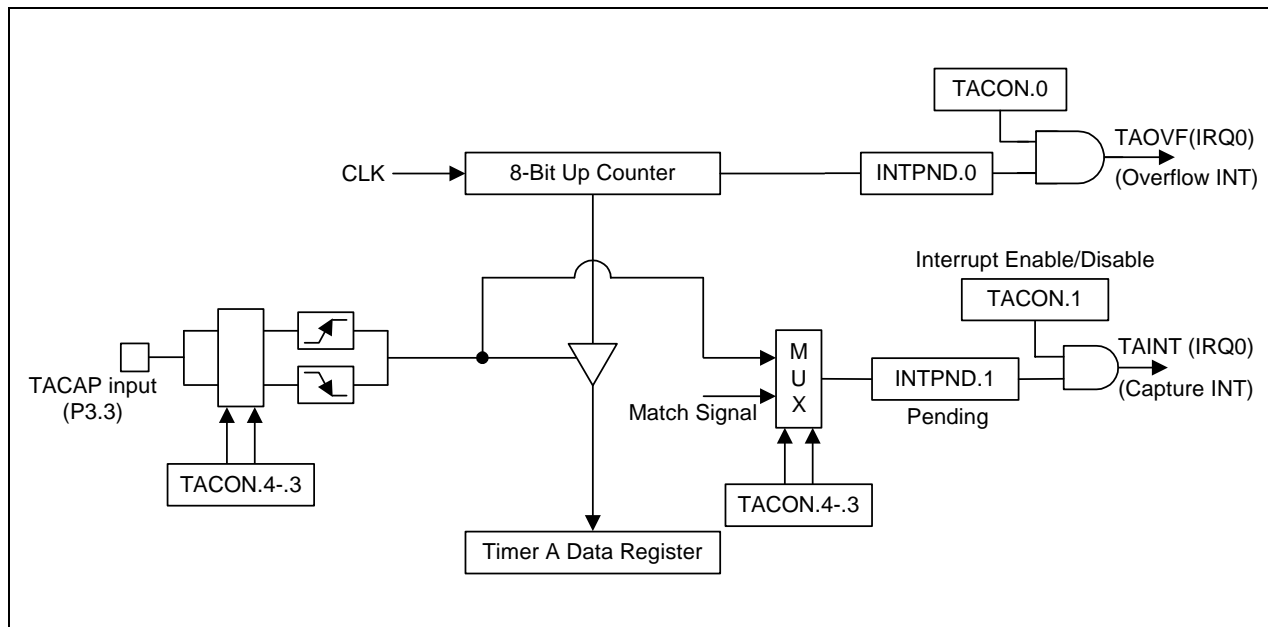 TACON.0
TAOVF(IRQ0)
CLK
8-Bit Up Counter
INTPND.0
(Overflow INT)
Interrupt Enable/Disable
TACON.1
TACAP input
(P3.3)
M
U
X
TAINT (IRQ0)
INTPND.1
(Capture INT)
Match Signal
Pending
TACON.4-.3
TACON.4-.3
Timer A Data Register